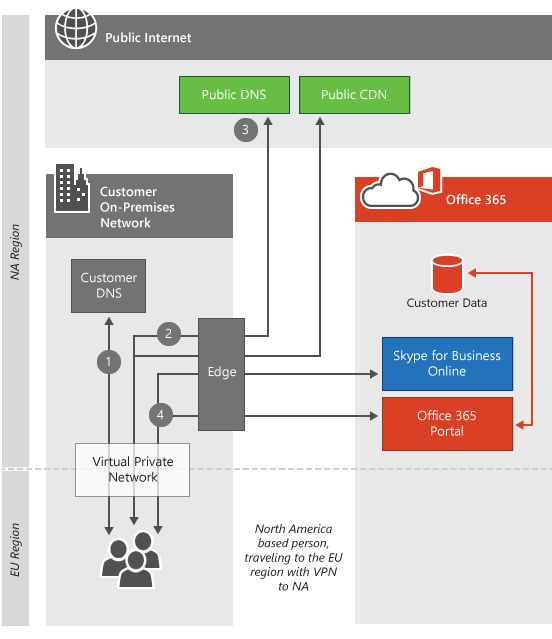 Public Internet
Public DNS
Public CDN
3
Customer
On-Premises
Network
Office 365
NA Region
Customer
DNS
Customer Data
2
1
Edge
Skype for Business
Online
4
Office 365
Portal
Virtual Private
Network
EU Region
North America
based person,
traveling to the EU
region with VPN
to NA